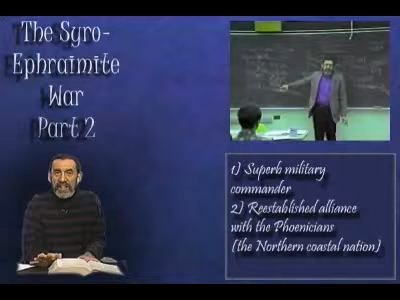 The Syro-
Ephraimite
War
Part 2
1) Superb military
commander
2) Reestablished alliance
with the Phoenicians
(the Northern coastal nation)